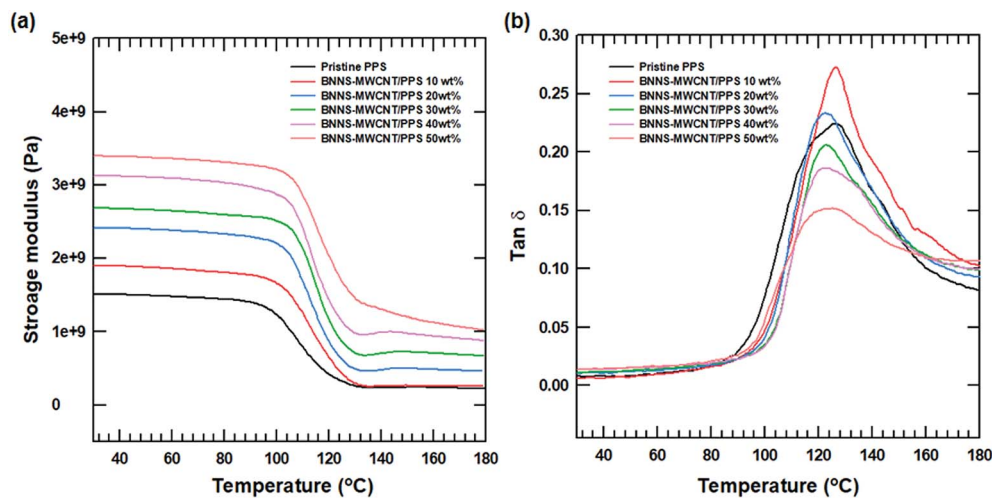 (a)
5e+9
4e+9
3e+9
2e+9
1e+9
0
Stroage modulus (Pa)
Pristine PPS
BNNS-MWCNT/PPS 10 wt%
BNNS-MWCNT/PPS 20wt%
BNNS-MWCNT/PPS 30wt%
BNNS-MWCNT/PPS 40wt%
BNNS-MWCNT/PPS 50wt%
40 60 80 100 120 140 160 180
Temperature (°C)
(b)
0.30
0.25
0.20
0.15
0.10
0.05
0.00
Tan δ
Pristine PPS
BNNS-MWCNT/PPS 10 wt%
BNNS-MWCNT/PPS 20wt%
BNNS-MWCNT/PPS 30wt%
BNNS-MWCNT/PPS 40wt%
BNNS-MWCNT/PPS 50wt%
40 60 80 100 120 140 160 180
Temperature (°C)